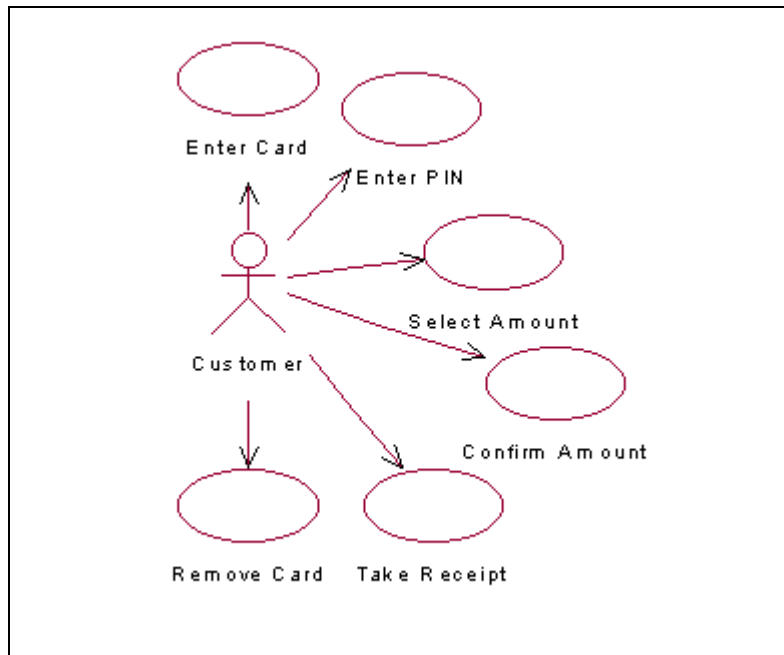 Enter Card
Enter PIN
Select Amount
Customer
Confirm Amount
Remove Card
Take Receipt